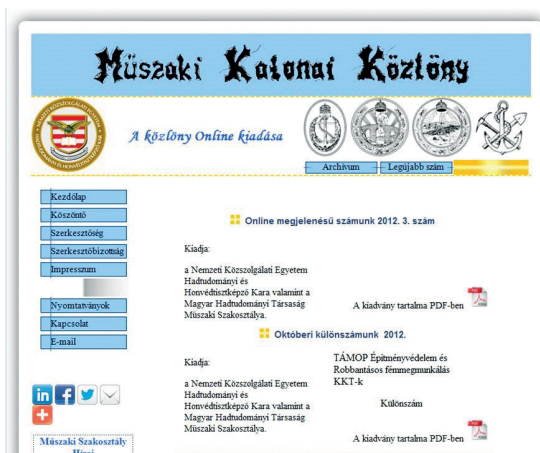 Műszaki Katonai Közlöny
A közlöny Online kiadása
Archívum
Legújabb szám
Kezdőlap
Köszöntő
Szerkesztőség
Szerkesztőbizottság
Impresszum
Nyomtatványok
Kapcsolat
E-mail
Műszaki Szakosztály
Hírei
Online megjelenésű számunk 2012. 3. szám
Kiadja:
a Nemzeti Közszolgálati Egyetem
Hadtudományi és
Honvédtisztképző Kara valamint a
Magyar Hadtudományi Társaság
Műszaki Szakosztálya.
A kiadvány tartalma PDF-ben
Októberi különszámunk 2012.
Kiadja:
a Nemzeti Közszolgálati Egyetem
Hadtudományi és
Honvédtisztképző Kara valamint a
Magyar Hadtudományi Társaság
Műszaki Szakosztálya.
TÁMOP Építményvédelem és
Robbantásos fémmegmunkálás
KKT-k
Különszám
A kiadvány tartalma PDF-ben